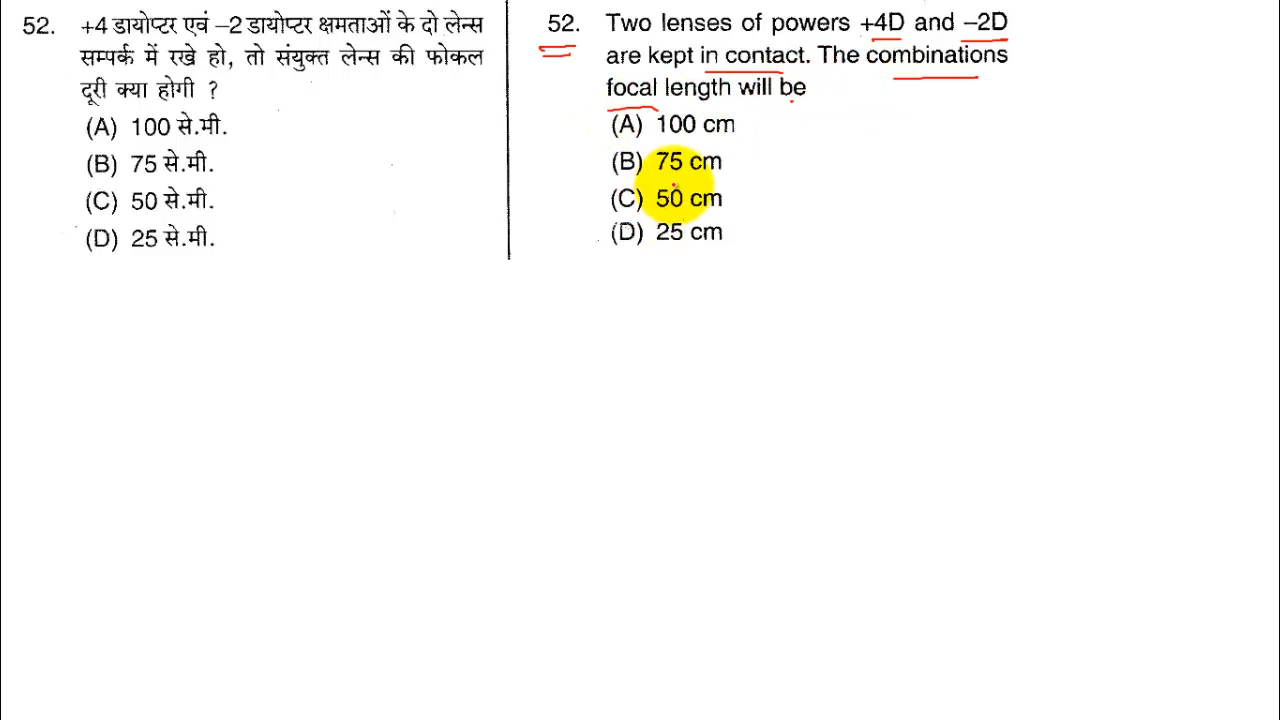 52. +4 डायोप्टर एवं –2 डायोप्टर क्षमताओं के दो लेन्स
सम्पर्क में रखे हो, तो संयुक्त लेन्स की फोकल
दूरी क्या होगी ?
(A) 100 से.मी.
(B) 75 से.मी.
(C) 50 से.मी.
(D) 25 से.मी.
52. Two lenses of powers +4D and –2D
are kept in contact. The combinations
focal length will be
(A) 100 cm
(B) 75 cm
(C) 50 cm
(D) 25 cm